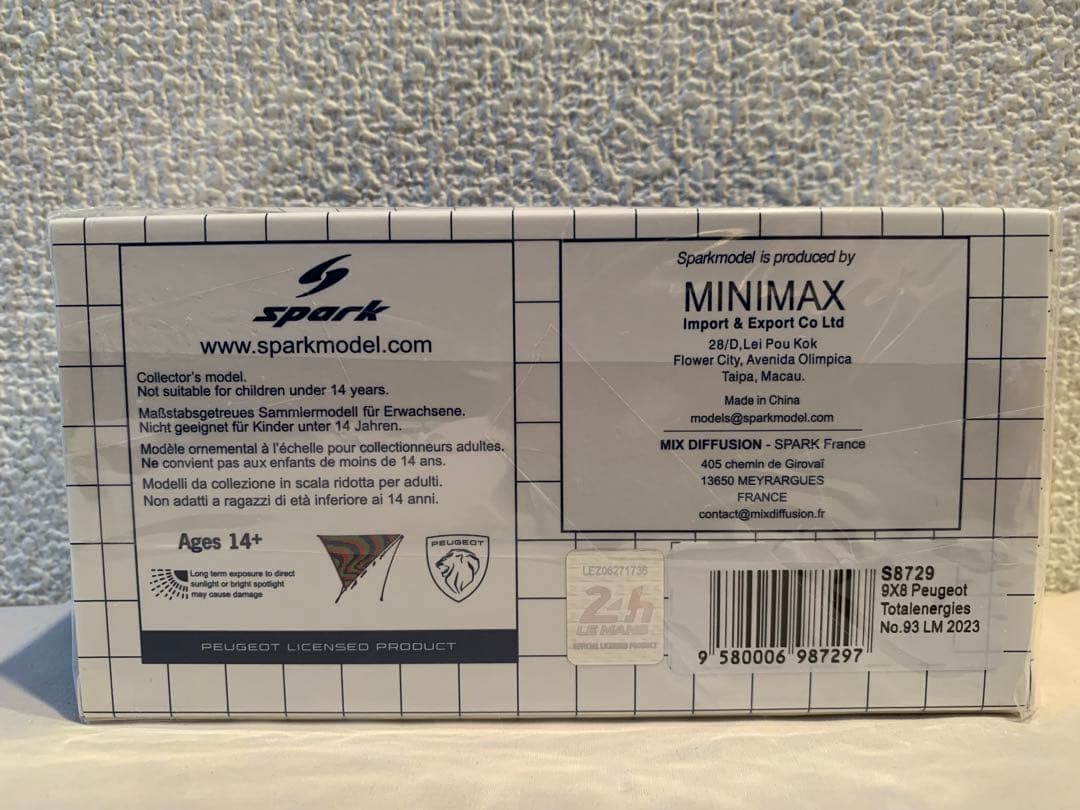 spark
www.sparkmodel.com
Collector's model.
Not suitable for children under 14 years.
Maßstabsgetreues Sammlermodell für Erwachsene.
Nicht geeignet für Kinder unter 14 Jahren.
Modèle ornemental à l'échelle pour collectionneurs adultes.
Ne convient pas aux enfants de moins de 14 ans.
Modelli da collezione in scala ridotta per adulti.
Non adatti a ragazzi di età inferiore ai 14 anni.
Ages 14+
Long term exposure to direct
sunlight or bright spotlight
may cause damage
PEUGEOT
PEUGEOT LICENSED PRODUCT
Sparkmodel is produced by
MINIMAX
Import & Export Co Ltd
28/D,Lei Pou Kok
Flower City, Avenida Olimpica
Taipa, Macau.
Made in China
models@sparkmodel.com
MIX DIFFUSION - SPARK France
405 chemin de Girovaï
13650 MEYRARGUES
FRANCE
contact@mixdiffusion.fr
LEZ06271736
24h
LE MANS
OFFICIAL LICENSED PRODUCT
9 580006 987297
S8729
9X8 Peugeot
Totalenergies
No.93 LM 2023